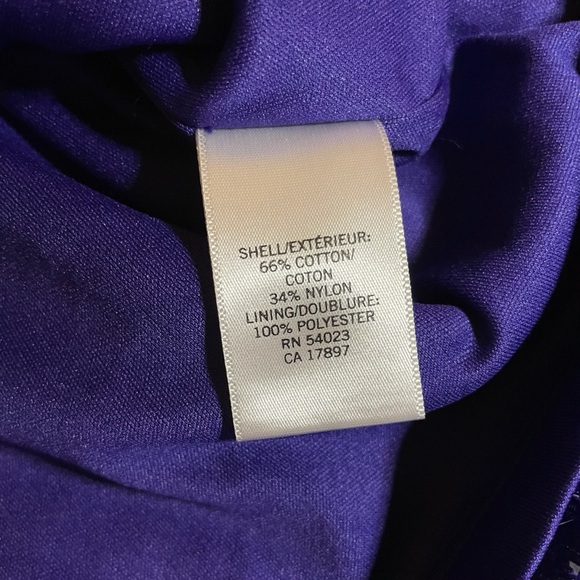 SHELL/EXTÉRIEUR:
66% COTTON/
COTON
34% NYLON
LINING/DOUBLURE:
100% POLYESTER
RN 54023
CA 17897